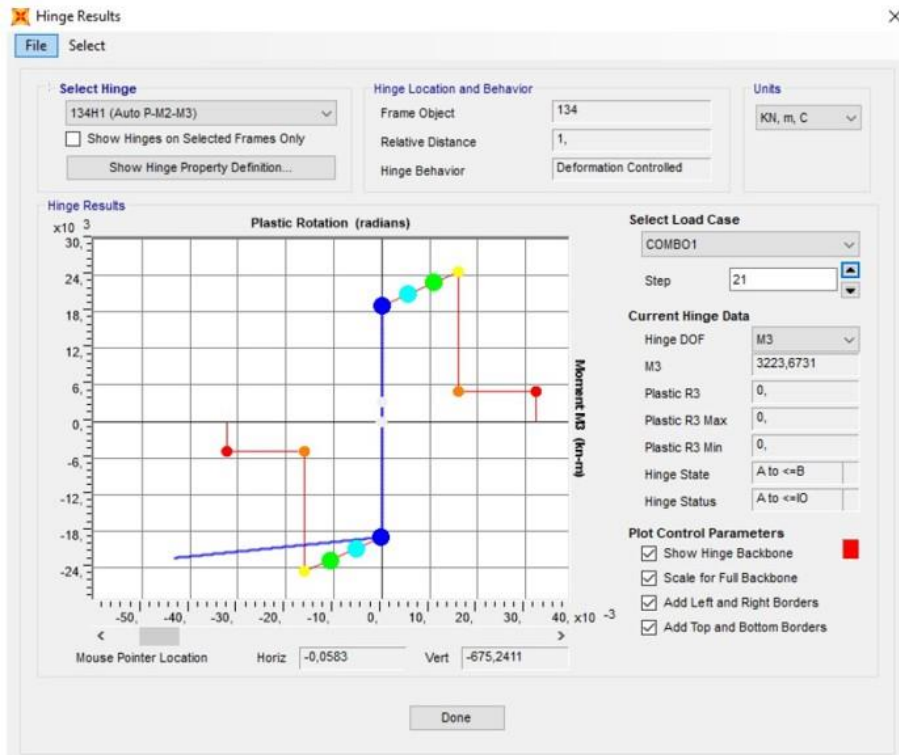 Hinge Results
File Select
Select Hinge
134H1 (Auto P-M2-M3)
Show Hinges on Selected Frames Only
Show Hinge Property Definition...
Hinge Location and Behavior
Frame Object 134
Relative Distance 1,
Hinge Behavior Deformation Controlled
Units
KN, m, C
Hinge Results
x10 3
Plastic Rotation (radians)
30,
24,
18,
12,
6,
0,
-6,
-12,
-18,
-24,
Moment M3 (kn-m)
-50, -40, -30, -20, -10, 0, 10, 20, 30, 40, x10 -3
Mouse Pointer Location Horiz -0,0583 Vert -675,2411
Select Load Case
COMBO1
Step 21
Current Hinge Data
Hinge DOF M3
M3 3223,6731
Plastic R3 0,
Plastic R3 Max 0,
Plastic R3 Min 0,
Hinge State A to <=B
Hinge Status A to <=IO
Plot Control Parameters
Show Hinge Backbone
Scale for Full Backbone
Add Left and Right Borders
Add Top and Bottom Borders
Done